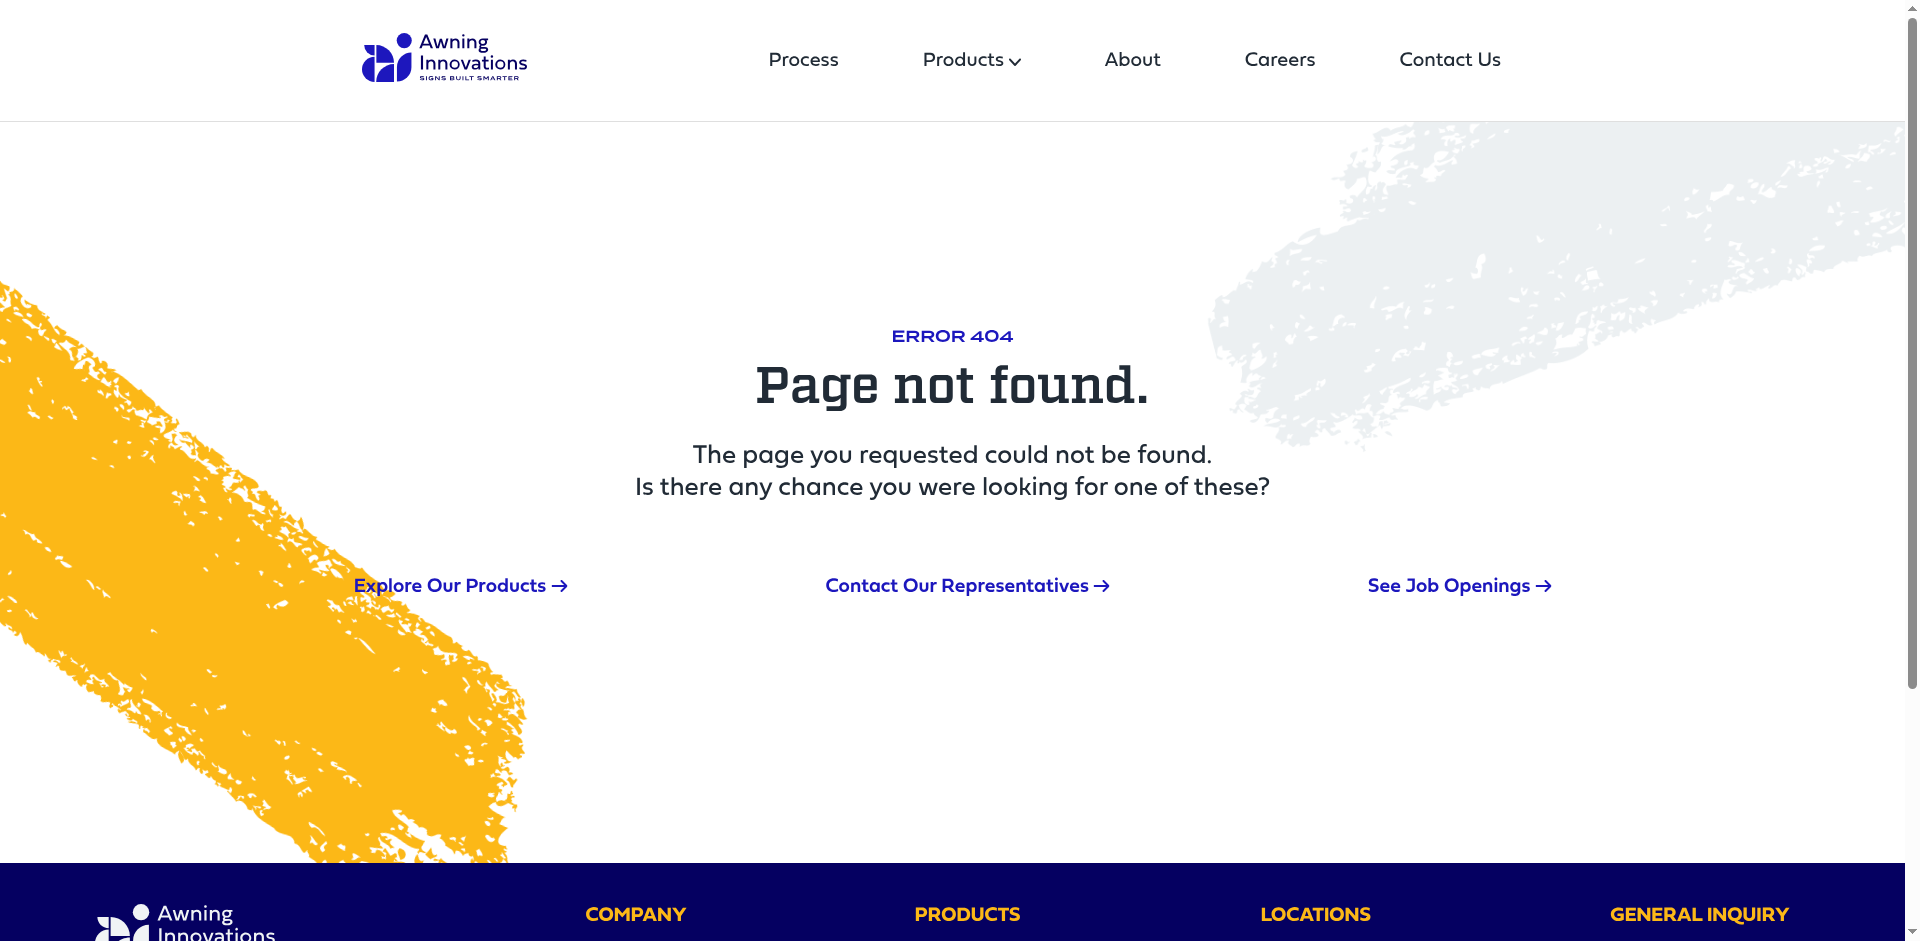 Awning
Innovations
SIGNS BUILT SMARTER
Process
Products
About
Careers
Contact Us
ERROR 404
Page not found.
The page you requested could not be found.
Is there any chance you were looking for one of these?
Explore Our Products →
Contact Our Representatives →
See Job Openings →
Awning
Innovations
COMPANY
PRODUCTS
LOCATIONS
GENERAL INQUIRY